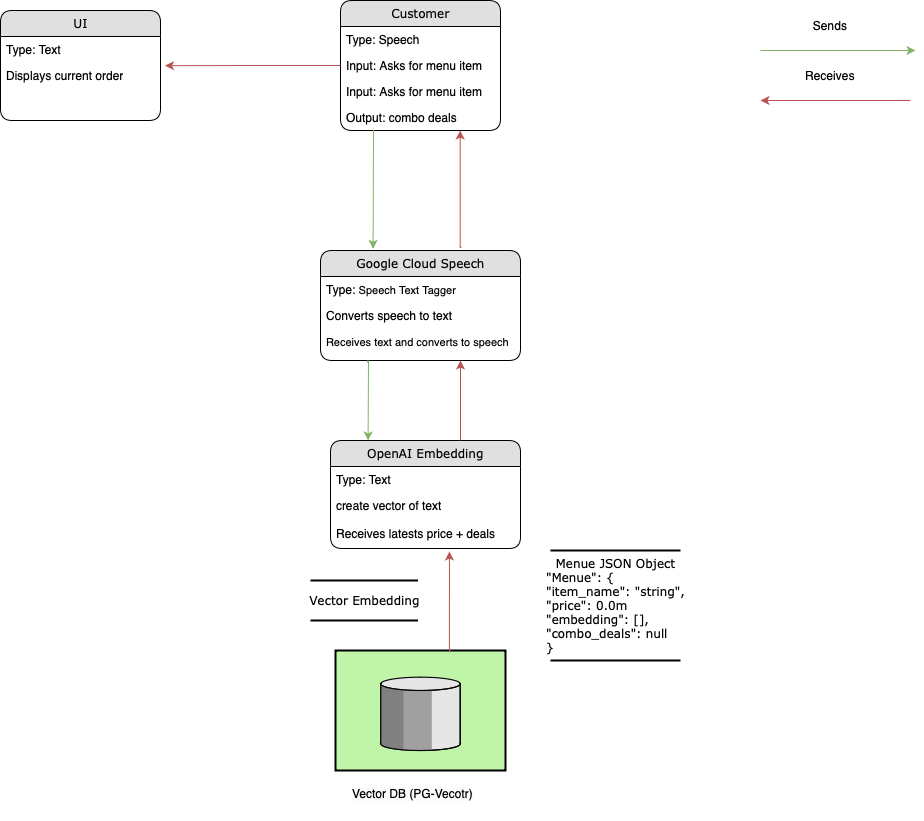 UI
Type: Text
Displays current order
Customer
Type: Speech
Input: Asks for menu item
Input: Asks for menu item
Output: combo deals
Sends
Receives
Google Cloud Speech
Type: Speech Text Tagger
Converts speech to text
Receives text and converts to speech
OpenAI Embedding
Type: Text
create vector of text
Receives latests price + deals
Vector Embedding
Menue JSON Object
"Menue": {
"item_name": "string",
"price": 0.0m
"embedding": [],
"combo_deals": null
}
Vector DB (PG-Vecotr)